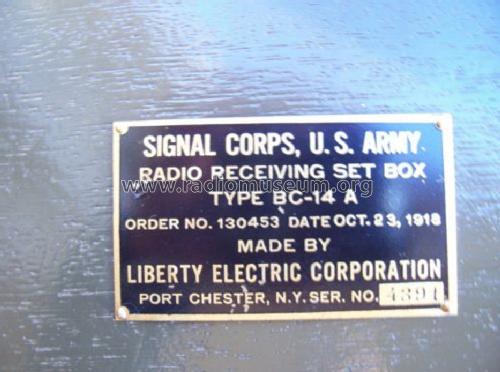 SIGNAL CORPS, U.S. ARMY
RADIO RECEIVING SET BOX
www.radiomuseum.org
TYPE BC-14 A
ORDER NO. 130453 DATE OCT. 23, 1918
MADE BY
LIBERTY ELECTRIC CORPORATION
PORT CHESTER, N.Y. SER. NO. 4394